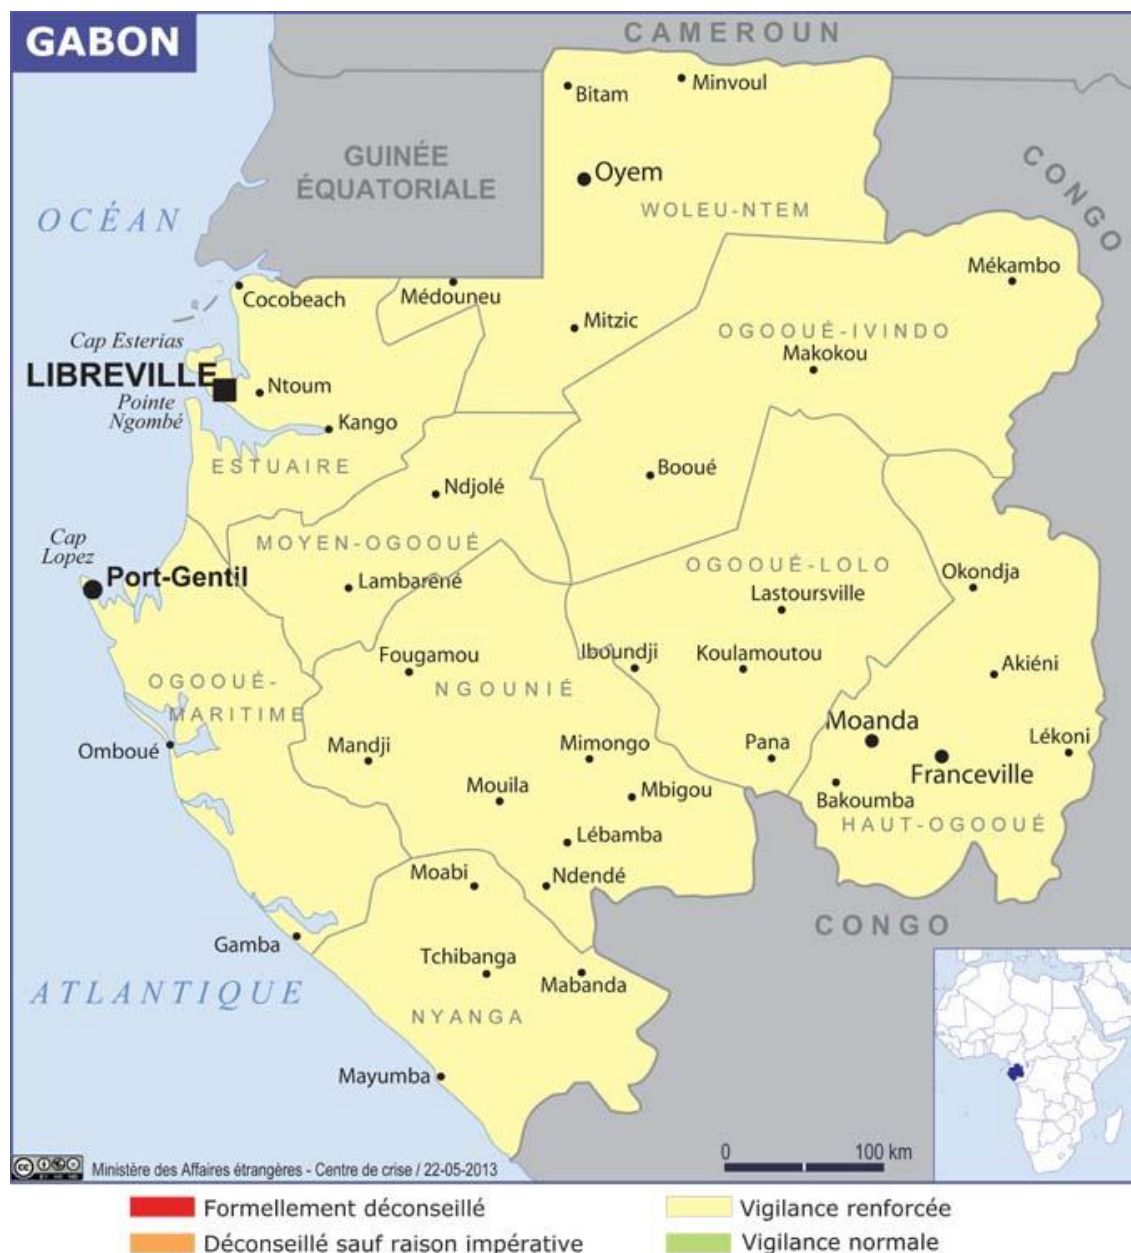 GABON
CAMEROUN
Bitam
Minvoul
GUINÉE
ÉQUATORIALE
CONGO
Oyem
WOLEU-NTEM
OCÉAN
Mékambo
Cocobeach
Médouneu
Mitzic
OGOOUÉ-IVINDO
Makokou
Cap Esterias
LIBREVILLE
Ntoum
Pointe
Ngombé
Kango
ESTUAIRE
Booué
Ndjolé
Cap
Lopez
MOYEN-OGOOUÉ
OGOOUÉ-LOLO
Okondja
Port-Gentil
Lambaréné
Lastoursville
Fougamou
Iboundji
Koulamoutou
Akiéni
OGOOUÉ-
MARITIME
NGOUNIÉ
Moanda
Lékoni
Omboué
Mandji
Mimongo
Pana
Franceville
Mouila
Mbigou
Bakoumba
HAUT-OGOOUÉ
Lébamba
Moabi
Ndendé
CONGO
Gamba
Tchibanga
Mabanda
ATLANTIQUE
NYANGA
Mayumba
0 100 km
cc
Ministère des Affaires étrangères - Centre de crise / 22-05-2013
Formellement déconseillé
Vigilance renforcée
Déconseillé sauf raison impérative
Vigilance normale